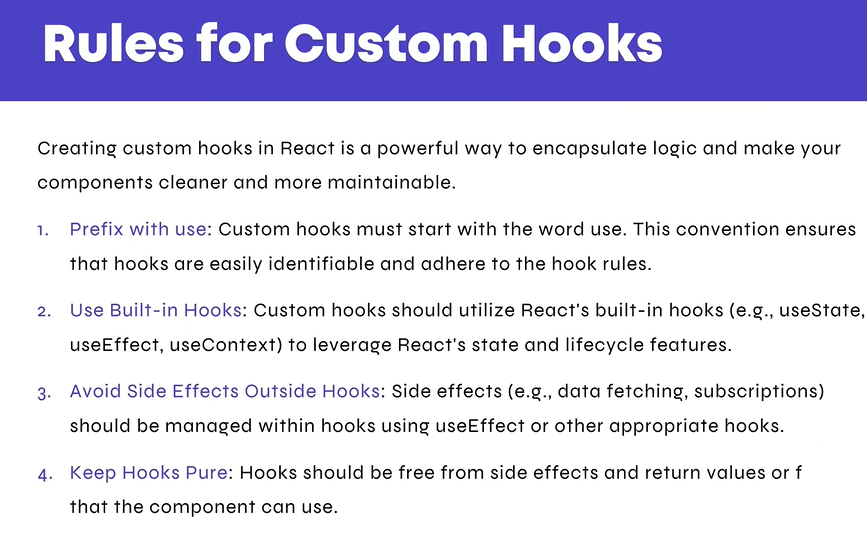 Rules for Custom Hooks
Creating custom hooks in React is a powerful way to encapsulate logic and make your
components cleaner and more maintainable.
1. Prefix with use: Custom hooks must start with the word use. This convention ensures
that hooks are easily identifiable and adhere to the hook rules.
2. Use Built-in Hooks: Custom hooks should utilize React's built-in hooks (e.g., useState,
useEffect, useContext) to leverage React's state and lifecycle features.
3. Avoid Side Effects Outside Hooks: Side effects (e.g., data fetching, subscriptions)
should be managed within hooks using useEffect or other appropriate hooks.
4. Keep Hooks Pure: Hooks should be free from side effects and return values or f
that the component can use.